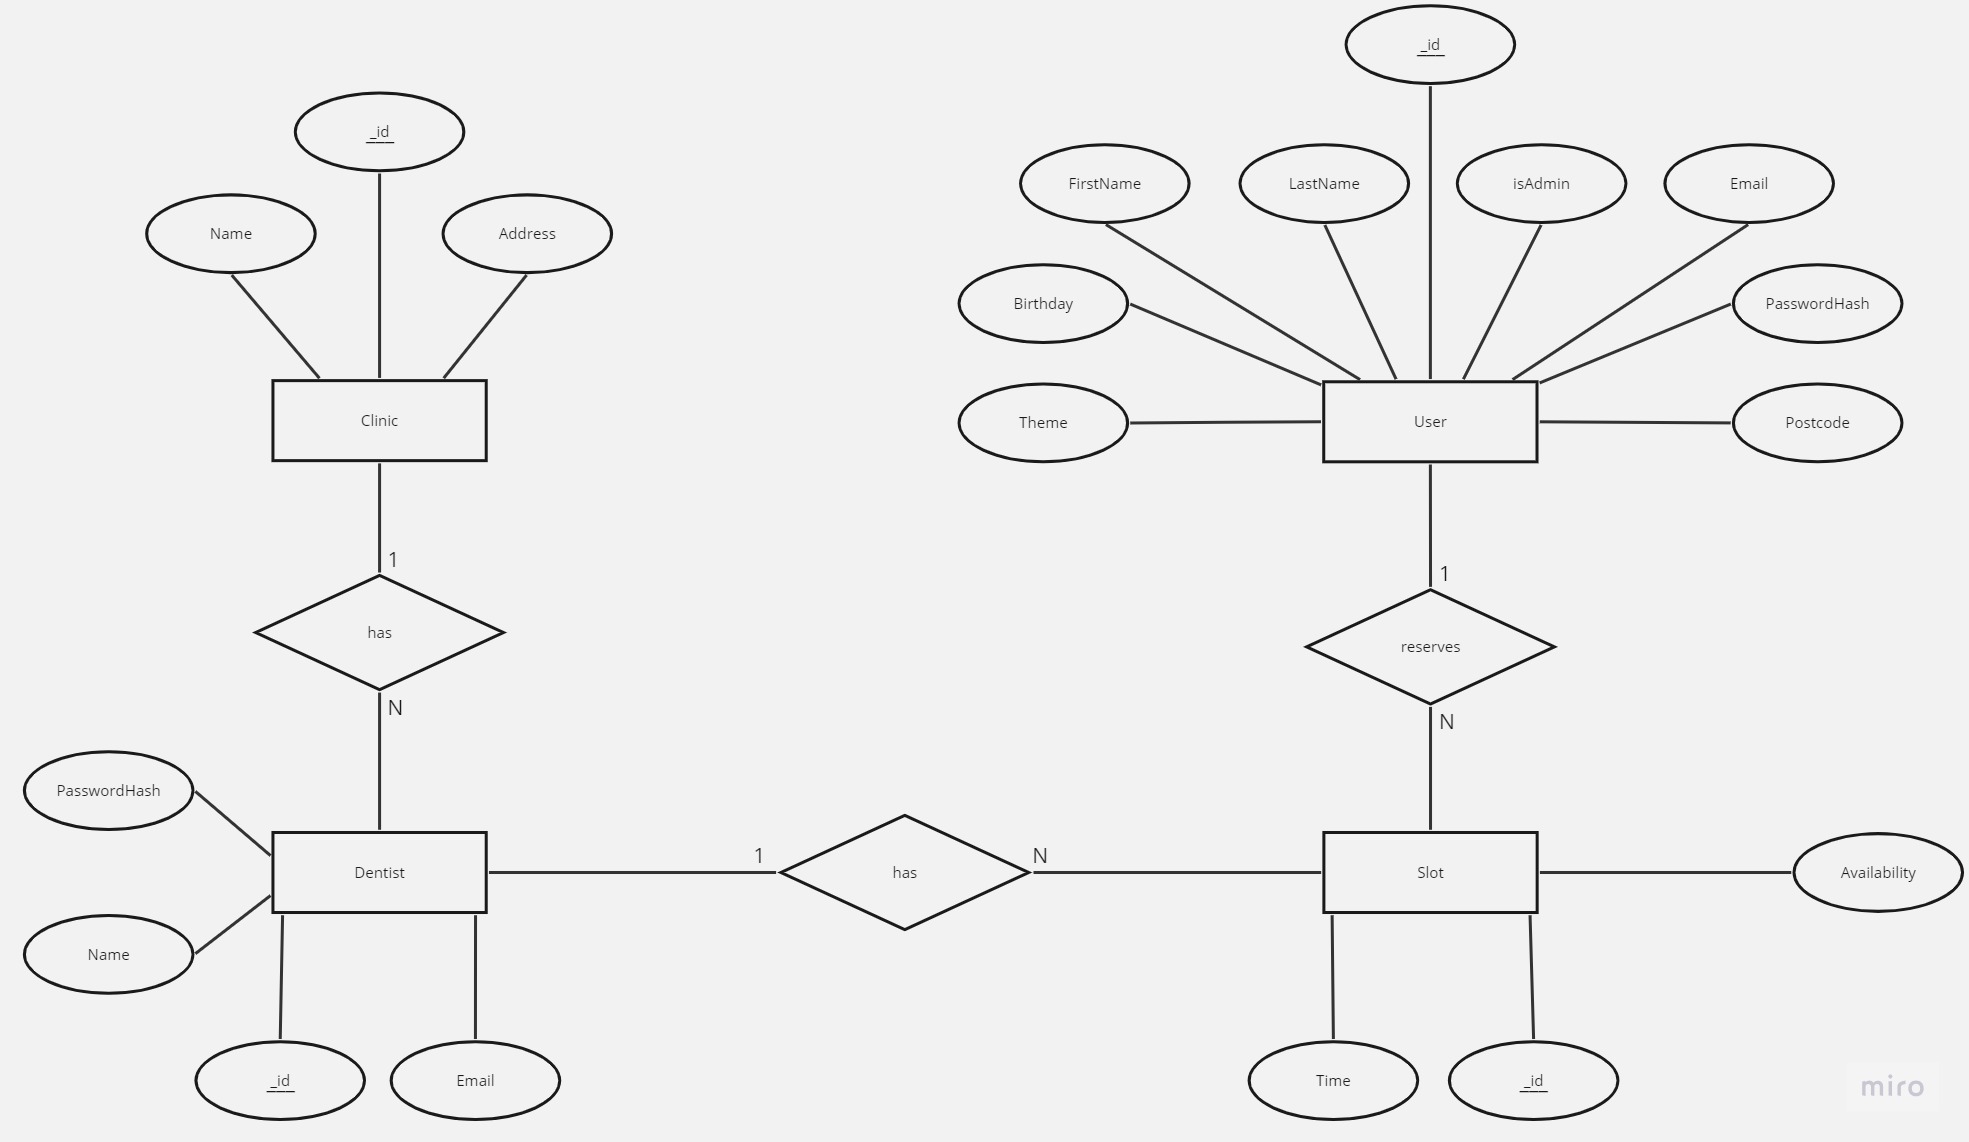 _id
_id
FirstName
LastName
isAdmin
Email
Name
Address
Birthday
PasswordHash
Clinic
User
Theme
Postcode
1
1
has
reserves
N
N
PasswordHash
1
N
Dentist
has
Slot
Availability
Name
_id
Email
Time
_id
miro